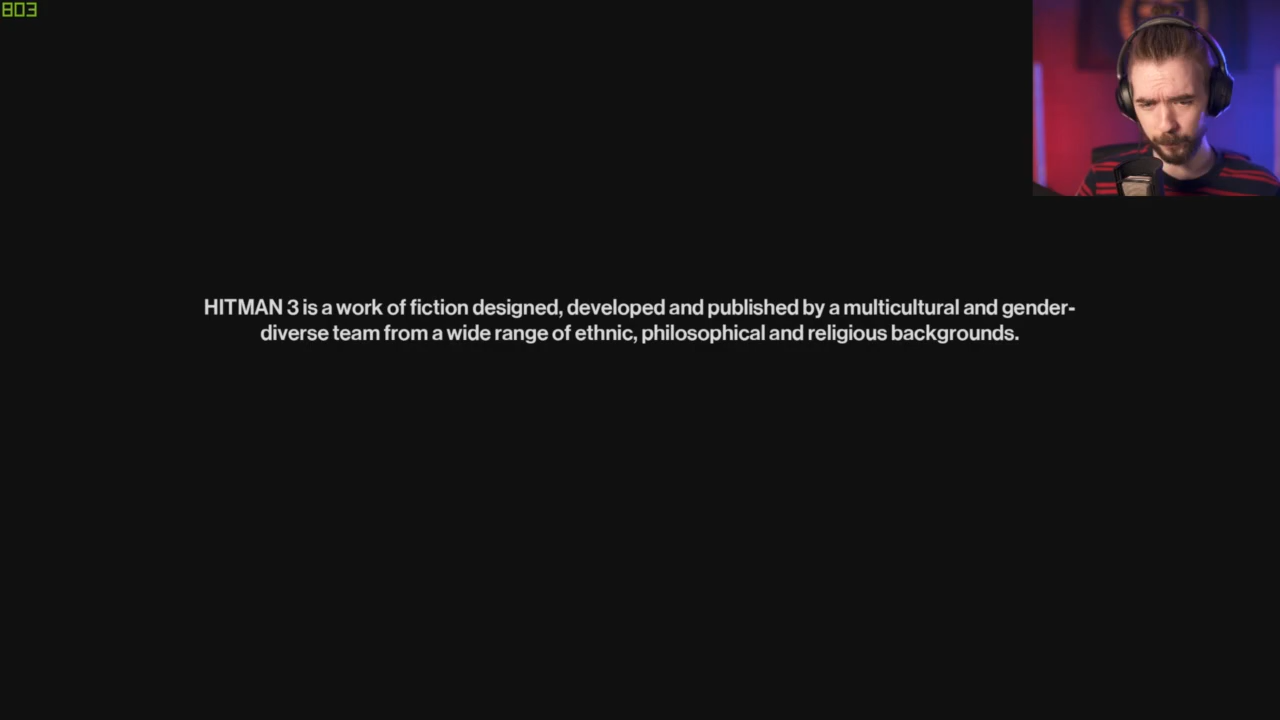 803
HITMAN 3 is a work of fiction designed, developed and published by a multicultural and gender-
diverse team from a wide range of ethnic, philosophical and religious backgrounds.